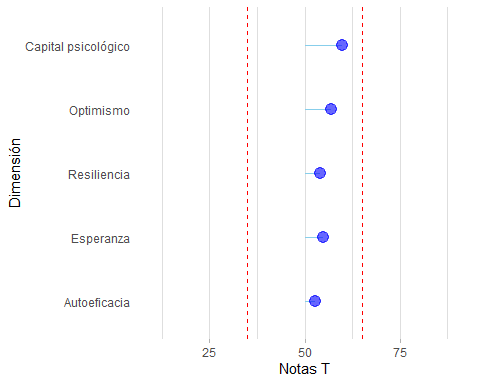 Capital psicológico
Optimismo
Resiliencia
Esperanza
Autoeficacia
Dimensión
25
50
75
Notas T